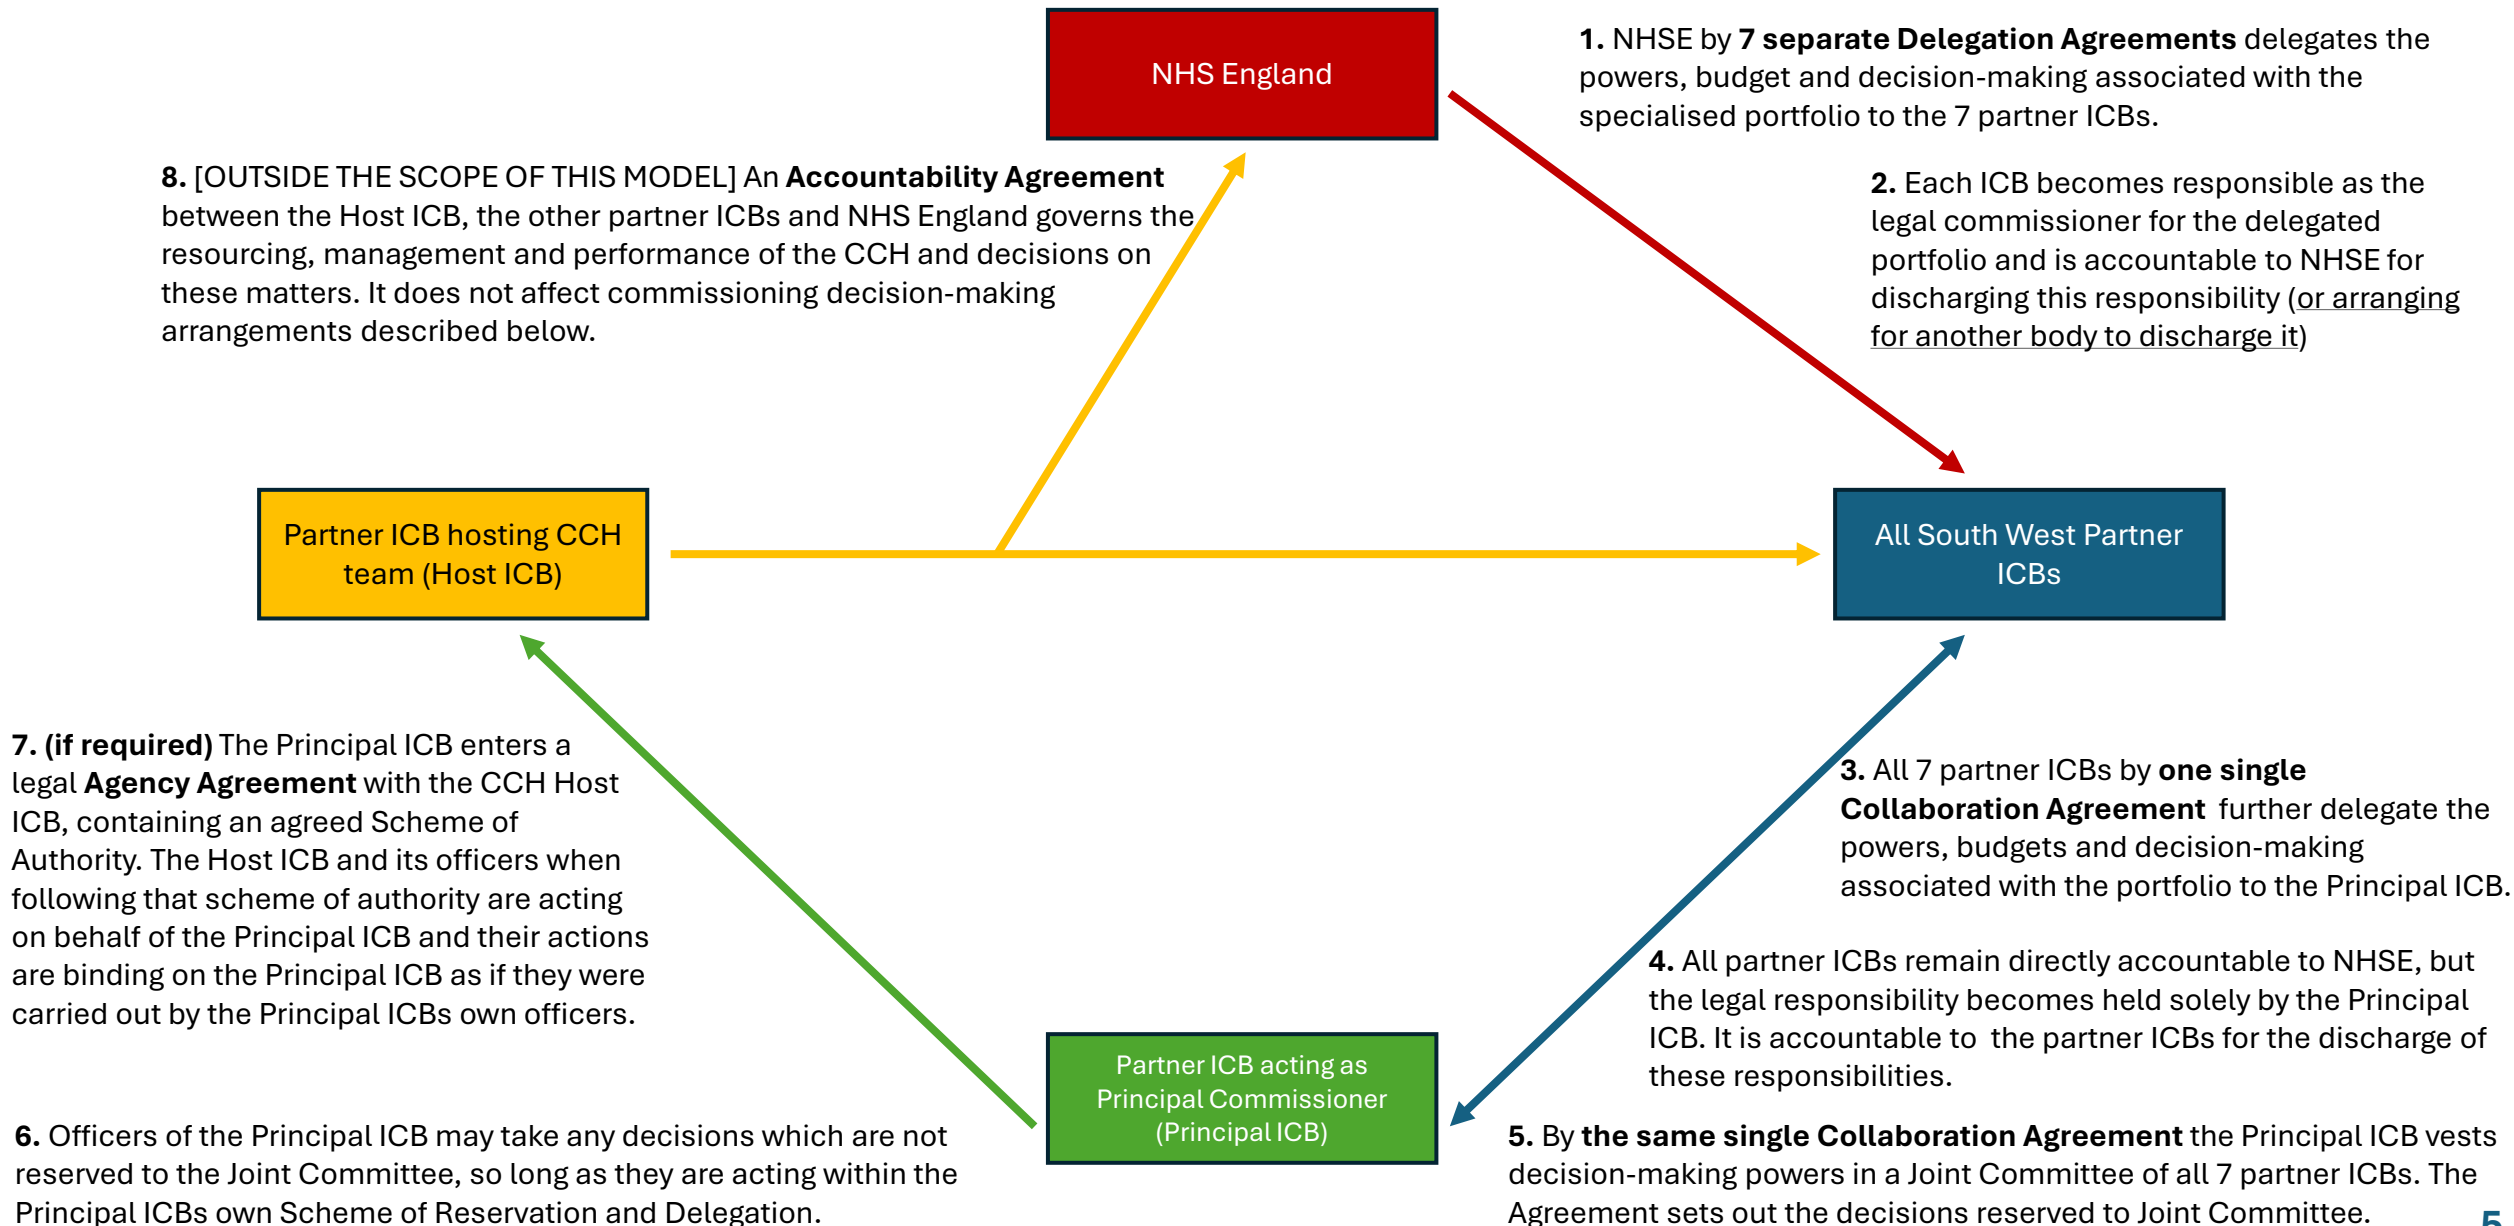 NHS England
1. NHSE by 7 separate Delegation Agreements delegates the
powers, budget and decision-making associated with the
specialised portfolio to the 7 partner ICBs.
8. [OUTSIDE THE SCOPE OF THIS MODEL] An Accountability Agreement
between the Host ICB, the other partner ICBs and NHS England governs the
resourcing, management and performance of the CCH and decisions on
these matters. It does not affect commissioning decision-making
arrangements described below.
2. Each ICB becomes responsible as the
legal commissioner for the delegated
portfolio and is accountable to NHSE for
discharging this responsibility (or arranging
for another body to discharge it)
Partner ICB hosting CCH
team (Host ICB)
All South West Partner
ICBs
7. (if required) The Principal ICB enters a
legal Agency Agreement with the CCH Host
ICB, containing an agreed Scheme of
Authority. The Host ICB and its officers when
following that scheme of authority are acting
on behalf of the Principal ICB and their actions
are binding on the Principal ICB as if they were
carried out by the Principal ICBs own officers.
3. All 7 partner ICBs by one single
Collaboration Agreement further delegate the
powers, budgets and decision-making
associated with the portfolio to the Principal ICB.
4. All partner ICBs remain directly accountable to NHSE, but
the legal responsibility becomes held solely by the Principal
ICB. It is accountable to the partner ICBs for the discharge of
these responsibilities.
Partner ICB acting as
Principal Commissioner
(Principal ICB)
6. Officers of the Principal ICB may take any decisions which are not
reserved to the Joint Committee, so long as they are acting within the
Principal ICBs own Scheme of Reservation and Delegation.
5. By the same single Collaboration Agreement the Principal ICB vests
decision-making powers in a Joint Committee of all 7 partner ICBs. The
Agreement sets out the decisions reserved to Joint Committee.
5